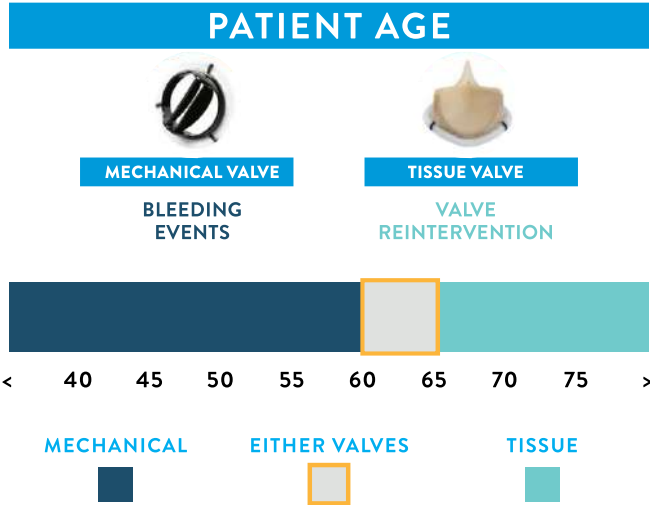 PATIENT AGE
MECHANICAL VALVE TISSUE VALVE
BLEEDING
EVENTS
VALVE
REINTERVENTION
< 40 45 50 55 60 65 70 75 >
MECHANICAL EITHER VALVES TISSUE